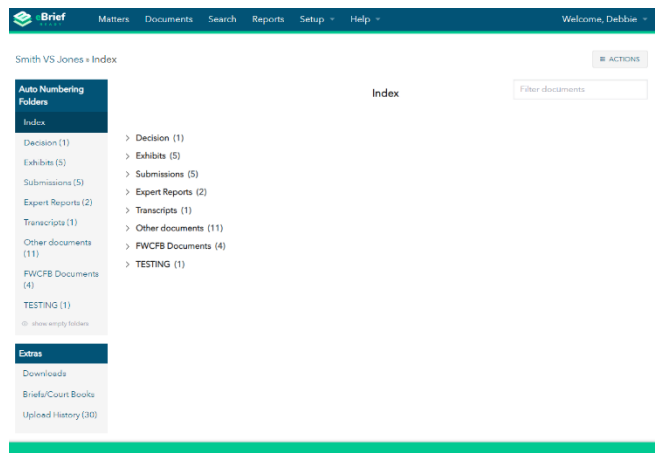 eBrief
READY
Matters Documents Search Reports Setup Help Welcome, Debbie
Smith VS Jones » Index
ACTIONS
Auto Numbering
Folders
Index
Decision (1)
Exhibits (5)
Submissions (5)
Expert Reports (2)
Transcripts (1)
Other documents
(11)
FWCFB Documents
(4)
TESTING (1)
show empty folders
Extras
Downloads
Briefs/Court Books
Upload History (30)
Index
Filter documents
> Decision (1)
> Exhibits (5)
> Submissions (5)
> Expert Reports (2)
> Transcripts (1)
> Other documents (11)
> FWCFB Documents (4)
> TESTING (1)